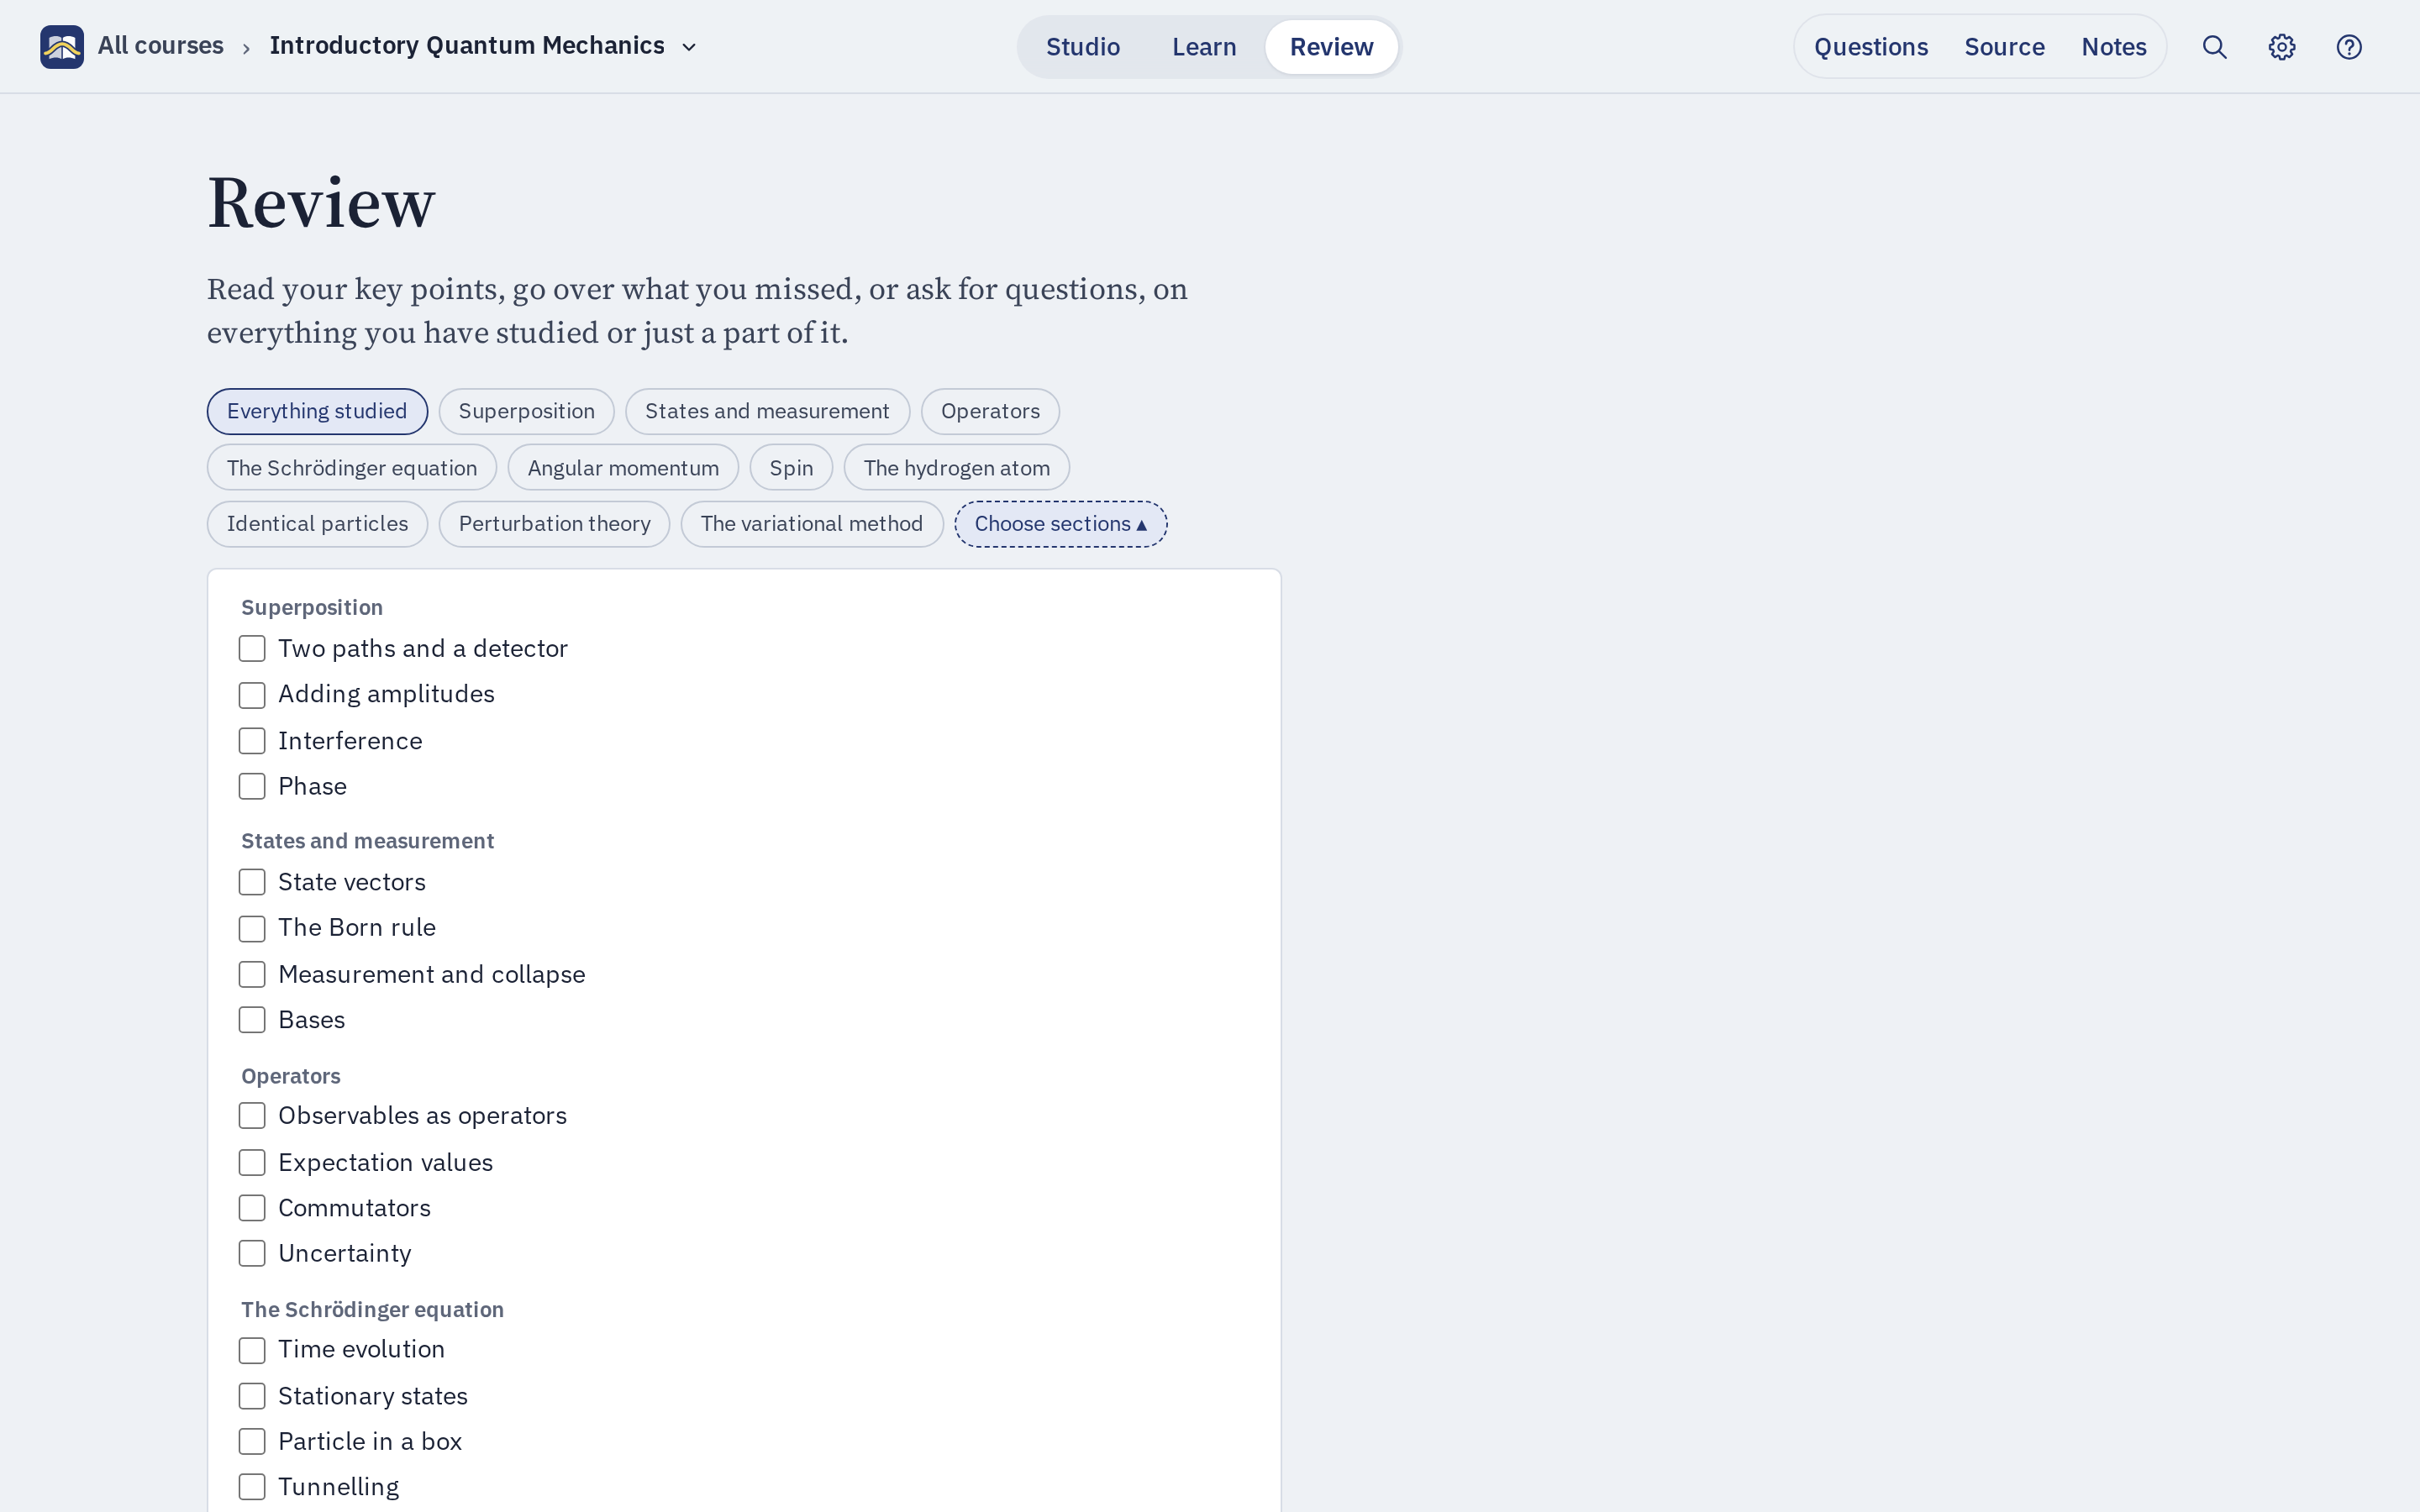 All courses › Introductory Quantum Mechanics
Studio Learn Review
Questions Source Notes
Review
Read your key points, go over what you missed, or ask for questions, on
everything you have studied or just a part of it.
Everything studied Superposition States and measurement Operators
The Schrödinger equation Angular momentum Spin The hydrogen atom
Identical particles Perturbation theory The variational method Choose sections ▴
Superposition
Two paths and a detector
Adding amplitudes
Interference
Phase
States and measurement
State vectors
The Born rule
Measurement and collapse
Bases
Operators
Observables as operators
Expectation values
Commutators
Uncertainty
The Schrödinger equation
Time evolution
Stationary states
Particle in a box
Tunnelling